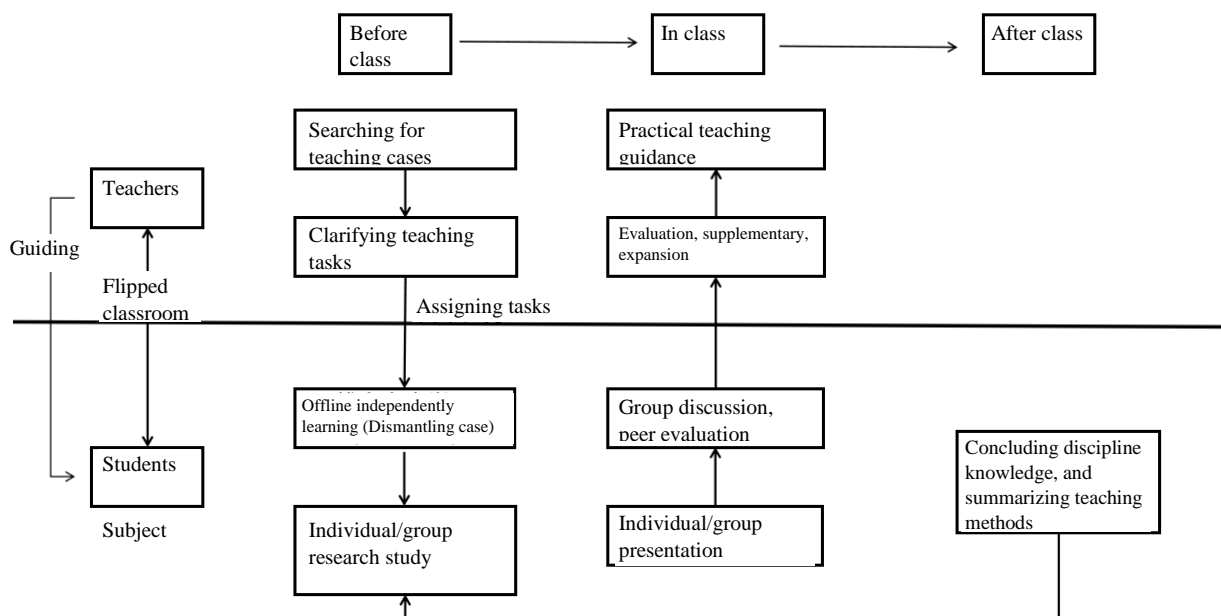 Before
class
In class
After class
Searching for
teaching cases
Practical teaching
guidance
Teachers
Guiding
Clarifying teaching
tasks
Evaluation, supplementary,
expansion
Flipped
classroom
Assigning tasks
Offline independently
learning (Dismantling case)
Group discussion,
peer evaluation
Students
Subject
Concluding discipline
knowledge, and
summarizing teaching
methods
Individual/group
research study
Individual/group
presentation